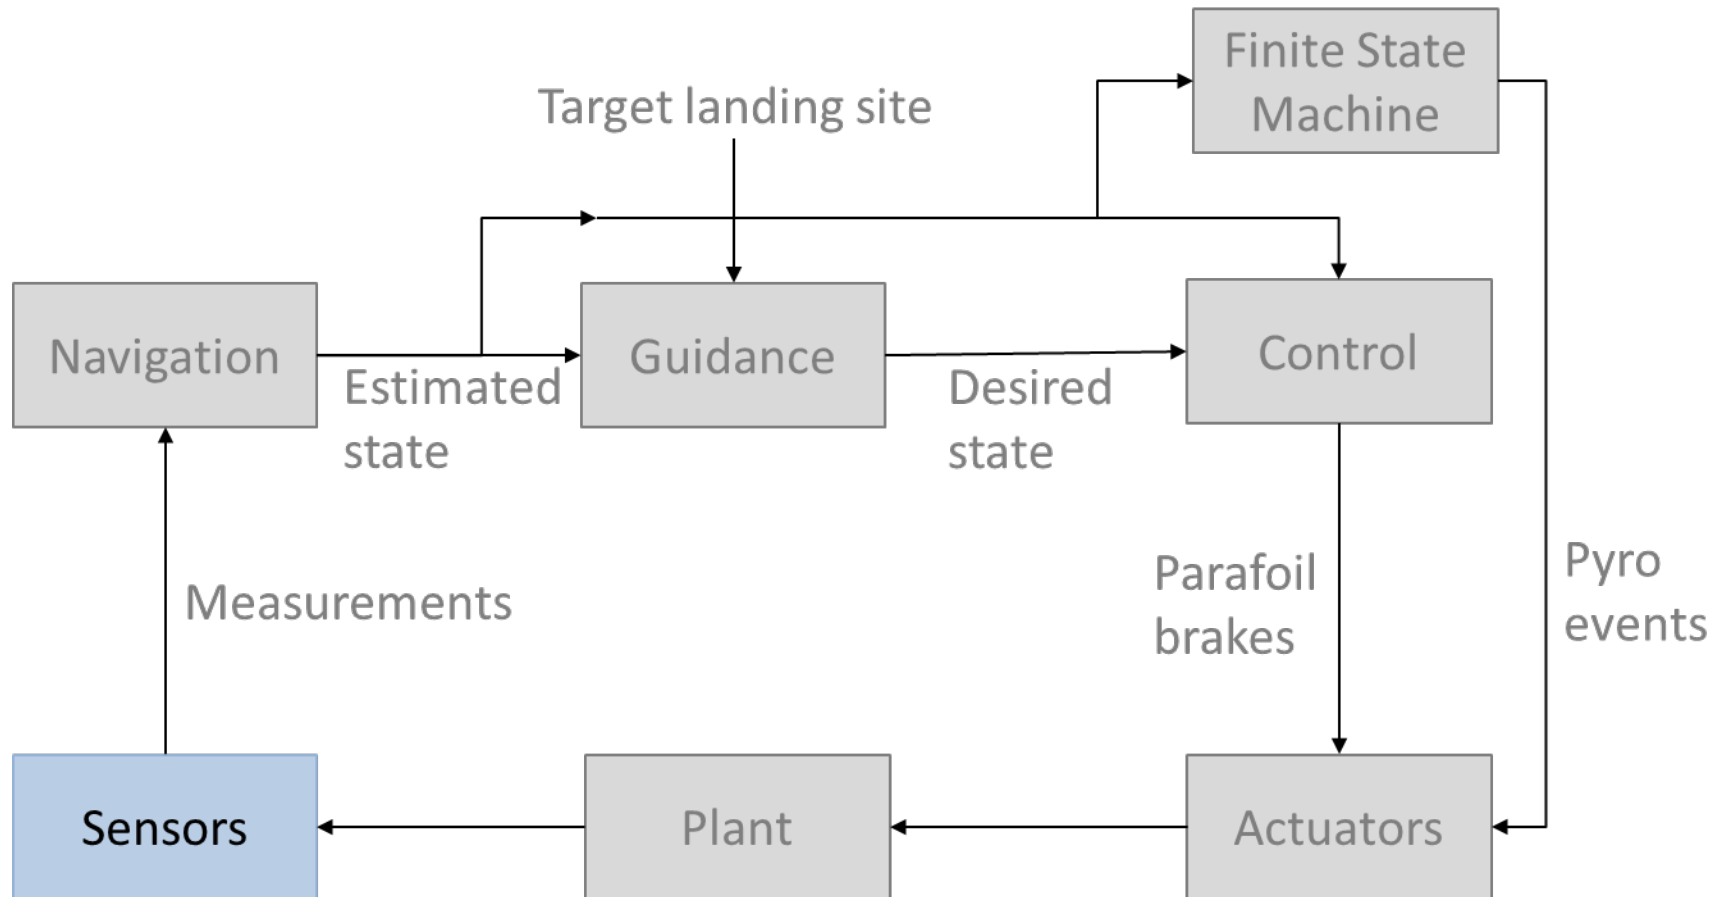 Finite State
Machine
Target landing site
Navigation
Estimated
state
Guidance
Desired
state
Control
Measurements
Parafoil
brakes
Pyro
events
Sensors
Plant
Actuators